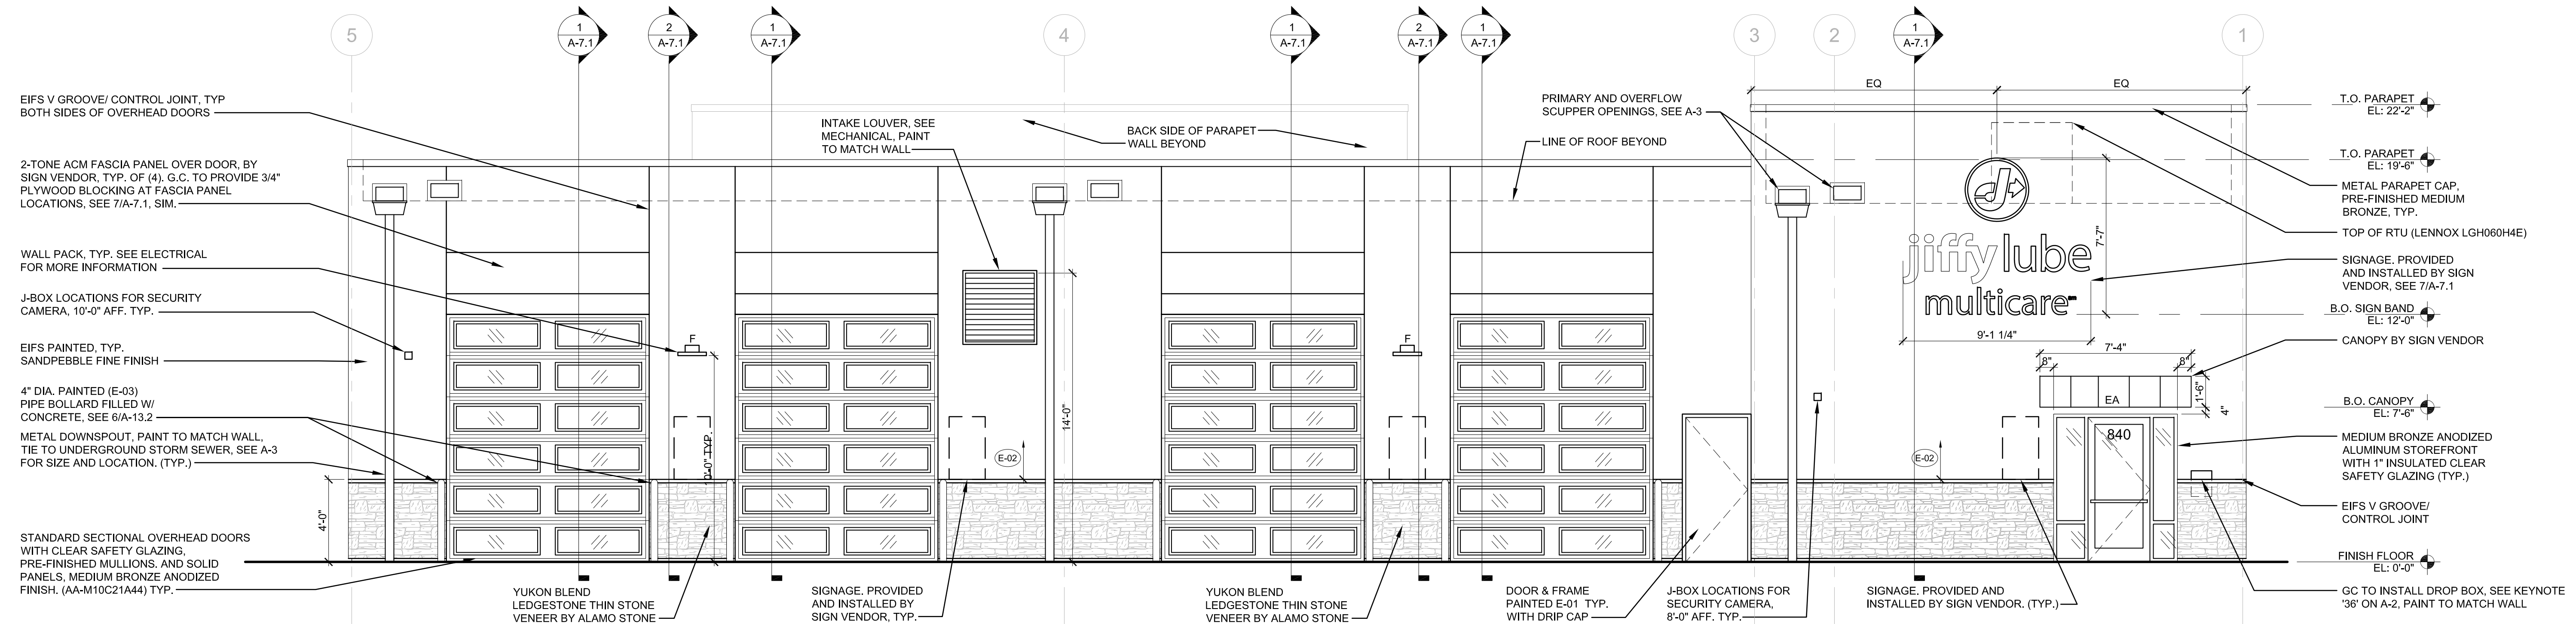 5
1
A-7.1
2
A-7.1
1
A-7.1
4
1
A-7.1
2
A-7.1
1
A-7.1
3
2
1
A-7.1
1
EIFS V GROOVE/ CONTROL JOINT, TYP
BOTH SIDES OF OVERHEAD DOORS
2-TONE ACM FASCIA PANEL OVER DOOR, BY
SIGN VENDOR, TYP. OF (4). G.C. TO PROVIDE 3/4"
PLYWOOD BLOCKING AT FASCIA PANEL
LOCATIONS, SEE 7/A-7.1, SIM.
WALL PACK, TYP. SEE ELECTRICAL
FOR MORE INFORMATION
J-BOX LOCATIONS FOR SECURITY
CAMERA, 10'-0" AFF. TYP.
EIFS PAINTED, TYP.
SANDPEBBLE FINE FINISH
4" DIA. PAINTED (E-03)
PIPE BOLLARD FILLED W/
CONCRETE, SEE 6/A-13.2
METAL DOWNSPOUT, PAINT TO MATCH WALL,
TIE TO UNDERGROUND STORM SEWER, SEE A-3
FOR SIZE AND LOCATION. (TYP.)
4'-0"
STANDARD SECTIONAL OVERHEAD DOORS
WITH CLEAR SAFETY GLAZING,
PRE-FINISHED MULLIONS. AND SOLID
PANELS, MEDIUM BRONZE ANODIZED
FINISH. (AA-M10C21A44) TYP.
INTAKE LOUVER, SEE
MECHANICAL, PAINT
TO MATCH WALL
BACK SIDE OF PARAPET
WALL BEYOND
PRIMARY AND OVERFLOW
SCUPPER OPENINGS, SEE A-3
LINE OF ROOF BEYOND
F
10'-0" TYP.
14'-0"
E-02
F
YUKON BLEND
LEDGESTONE THIN STONE
VENEER BY ALAMO STONE
SIGNAGE. PROVIDED
AND INSTALLED BY
SIGN VENDOR, TYP.
YUKON BLEND
LEDGESTONE THIN STONE
VENEER BY ALAMO STONE
DOOR & FRAME
PAINTED E-01 TYP.
WITH DRIP CAP
J-BOX LOCATIONS FOR
SECURITY CAMERA,
8'-0" AFF. TYP.
SIGNAGE. PROVIDED AND
INSTALLED BY SIGN VENDOR. (TYP.)
EQ
EQ
J
jiffy lube
multicare
7'-7"
9'-1 1/4"
7'-4"
8"
8"
1'-6"
4"
EA
840
E-02
T.O. PARAPET
EL: 22'-2"
T.O. PARAPET
EL: 19'-6"
METAL PARAPET CAP,
PRE-FINISHED MEDIUM
BRONZE, TYP.
TOP OF RTU (LENNOX LGH060H4E)
SIGNAGE. PROVIDED
AND INSTALLED BY SIGN
VENDOR, SEE 7/A-7.1
B.O. SIGN BAND
EL: 12'-0"
CANOPY BY SIGN VENDOR
B.O. CANOPY
EL: 7'-6"
MEDIUM BRONZE ANODIZED
ALUMINUM STOREFRONT
WITH 1" INSULATED CLEAR
SAFETY GLAZING (TYP.)
EIFS V GROOVE/
CONTROL JOINT
FINISH FLOOR
EL: 0'-0"
GC TO INSTALL DROP BOX, SEE KEYNOTE
'36' ON A-2, PAINT TO MATCH WALL